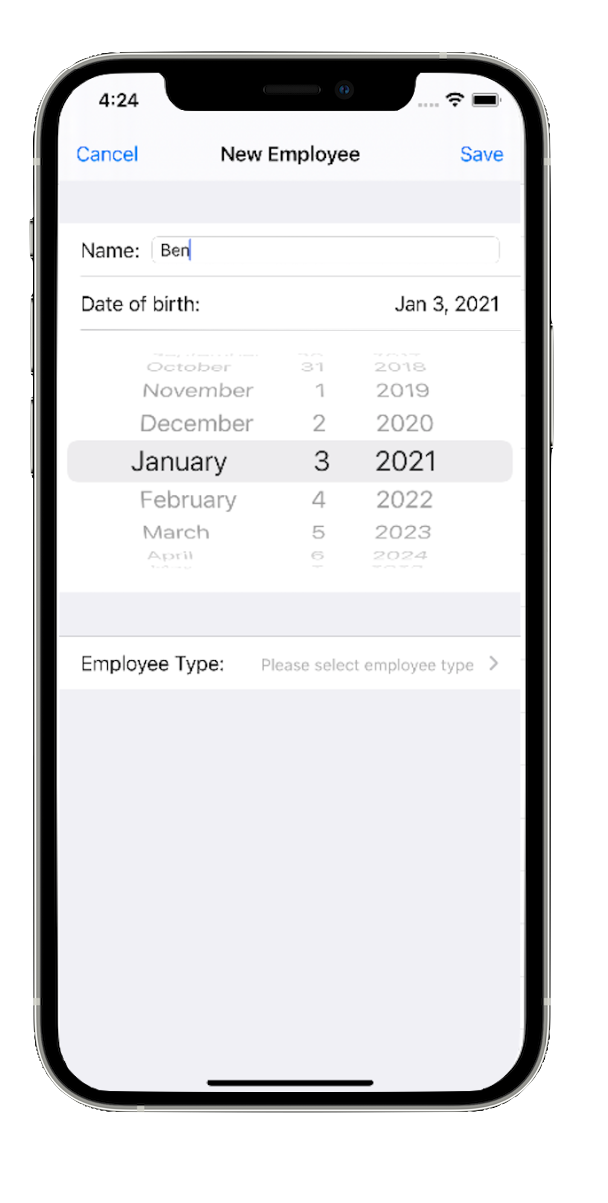 4:24
Cancel New Employee Save
Name: Ben
Date of birth: Jan 3, 2021
October 31 2018
November 1 2019
December 2 2020
January 3 2021
February 4 2022
March 5 2023
April 6 2024
Employee Type: Please select employee type